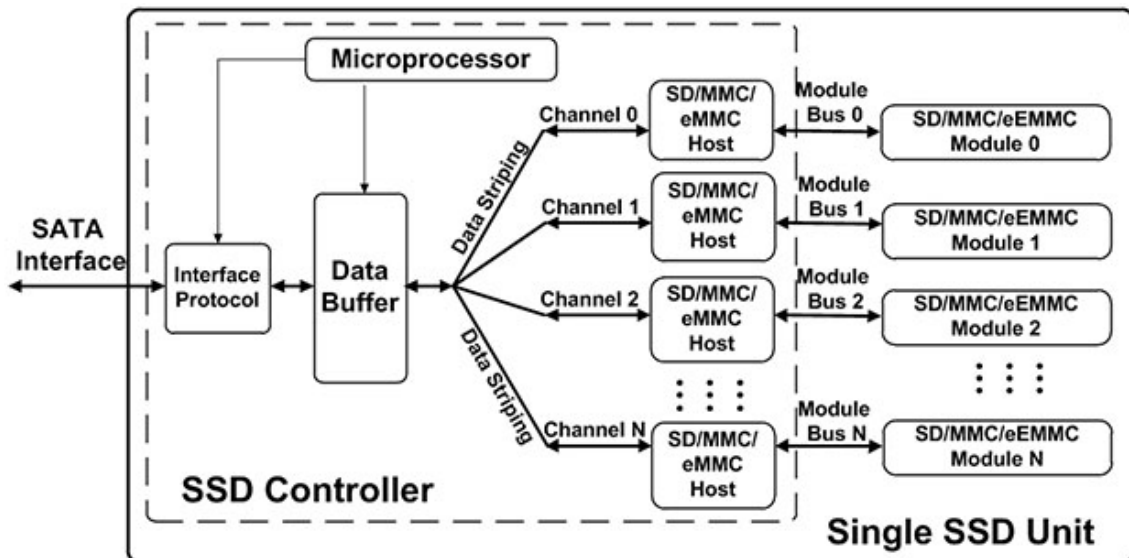 Microprocessor
SATA
Interface
Interface
Protocol
Data
Buffer
Data Striping
Data Striping
Channel 0
SD/MMC/
eMMC
Host
Module
Bus 0
SD/MMC/eEMMC
Module 0
Channel 1
SD/MMC/
eMMC
Host
Module
Bus 1
SD/MMC/eEMMC
Module 1
Channel 2
SD/MMC/
eMMC
Host
Module
Bus 2
SD/MMC/eEMMC
Module 2
Channel N
SD/MMC/
eMMC
Host
Module
Bus N
SD/MMC/eEMMC
Module N
SSD Controller
Single SSD Unit